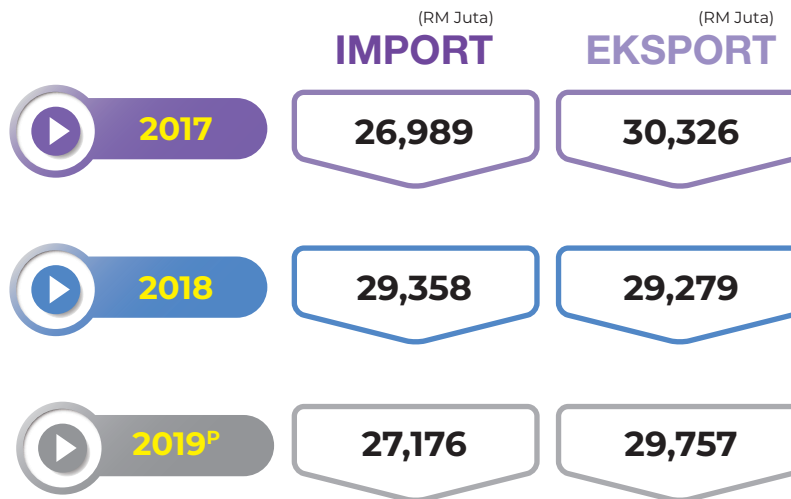 (RM Juta) (RM Juta)
IMPORT EKSPORT
2017 26,989 30,326
2018 29,358 29,279
2019ᴾ 27,176 29,757